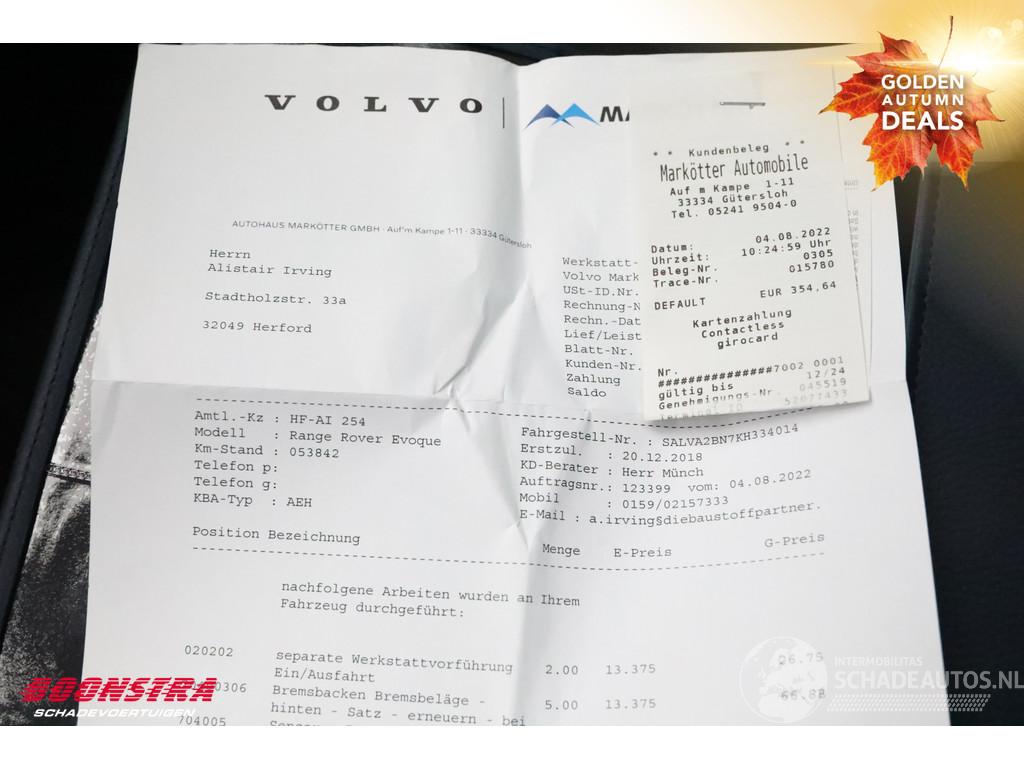 GOLDEN
AUTUMN
DEALS
VOLVO
* * Kundenbeleg * *
Markötter Automobile
Auf m Kampe 1-11
33334 Gütersloh
Tel. 05241 9504-0
Datum: 04.08.2022
Uhrzeit: 10:24:59 Uhr
Beleg-Nr. 0305
Trace-Nr. 015780
DEFAULT EUR 354,64
Kartenzahlung
Contactless
girocard
Nr.
###############7002 0001
gültig bis 12/24
Genehmigungs-Nr. 045519
Terminal ID 52077433
AUTOHAUS MARKÖTTER GMBH · Auf'm Kampe 1-11 · 33334 Gütersloh
Herrn
Alistair Irving
Stadtholzstr. 33a
32049 Herford
Werkstatt-
Volvo Mark
USt-ID.Nr.
Rechnung-N
Rechn.-Dat
Lief/Leist
Blatt-Nr.
Kunden-Nr.
Zahlung
Saldo
Amtl.-Kz : HF-AI 254
Modell : Range Rover Evoque
Km-Stand : 053842
Telefon p:
Telefon g:
KBA-Typ : AEH
Fahrgestell-Nr. : SALVA2BN7KH334014
Erstzul. : 20.12.2018
KD-Berater : Herr Münch
Auftragsnr.: 123399 vom: 04.08.2022
Mobil : 0159/02157333
E-Mail : a.irving§diebaustoffpartner.
Position Bezeichnung Menge E-Preis G-Preis
nachfolgene Arbeiten wurden an Ihrem
Fahrzeug durchgeführt:
020202 separate Werkstattvorführung 2.00 13.375 26.75
Ein/Ausfahrt
0306 Bremsbacken Bremsbeläge - 5.00 13.375 66.88
hinten - Satz - erneuern - bei
704005
BOONSTRA
SCHADEVOERTUIGEN
INTERMOBILITAS
SCHADEAUTOS.NL